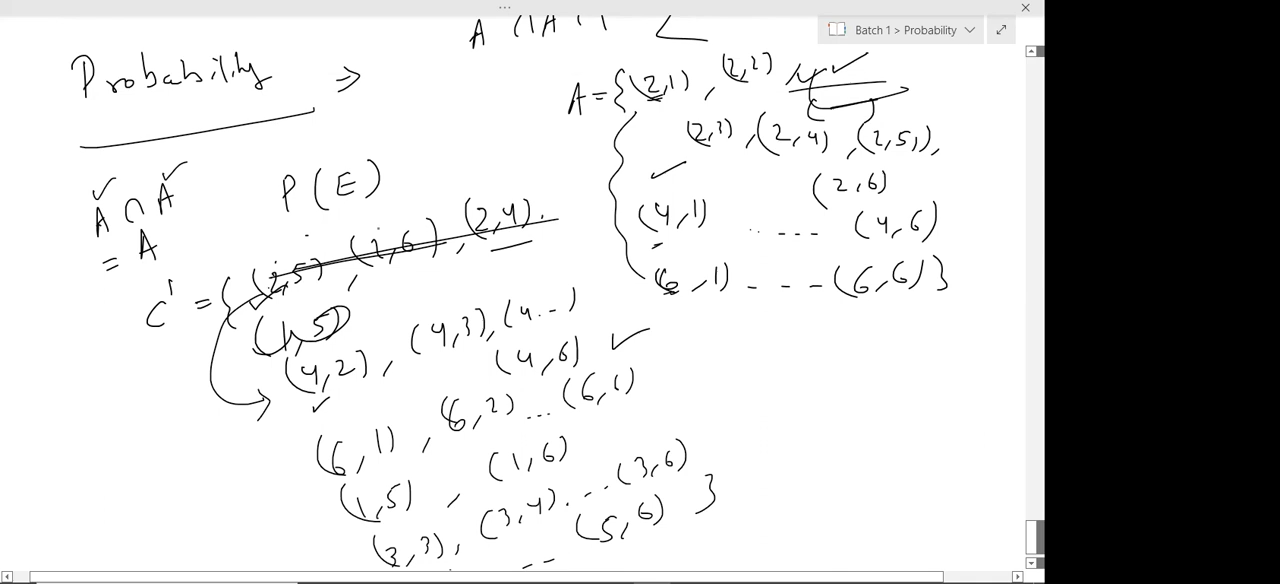 Batch 1 > Probability
Probability ⇒
A = {(2,1), (2,2)
(2,3), (2,4), (2,5),
(2,6)
(4,1) ..---- (4,6)
(6,1) ---- (6,6)}
A ∩ A
= A
P(E)
C' = {(1,5), (1,6), (2,4).
(1,5)
(4,2), (4,3), (4...)
(4,6)
(6,1), (6,2) ... (6,1)
(1,5), (1,6)
(3,3), (3,4) .... (3,6)
-- (5,6) }